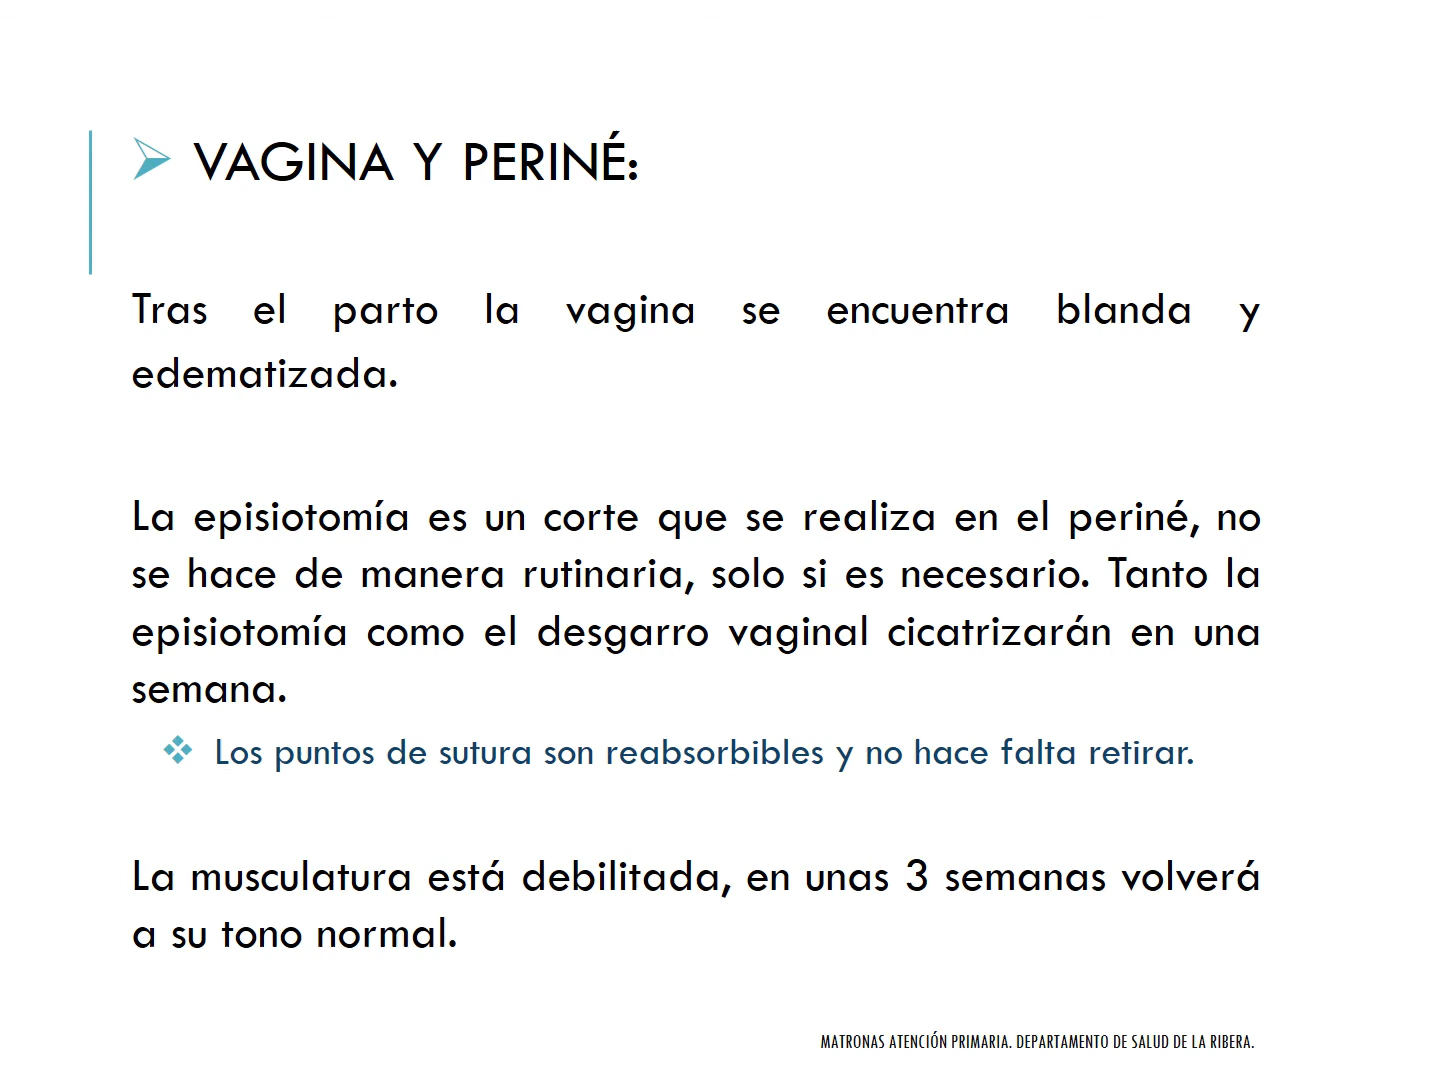 VAGINA Y PERINÉ:
Tras el parto la vagina se encuentra blanda y
edematizada.
La episiotomía es un corte que se realiza en el periné, no
se hace de manera rutinaria, solo si es necesario. Tanto la
episiotomía como el desgarro vaginal cicatrizarán en una
semana.
Los puntos de sutura son reabsorbibles y no hace falta retirar.
La musculatura está debilitada, en unas 3 semanas volverá
a su tono normal.
MATRONAS ATENCIÓN PRIMARIA. DEPARTAMENTO DE SALUD DE LA RIBERA.